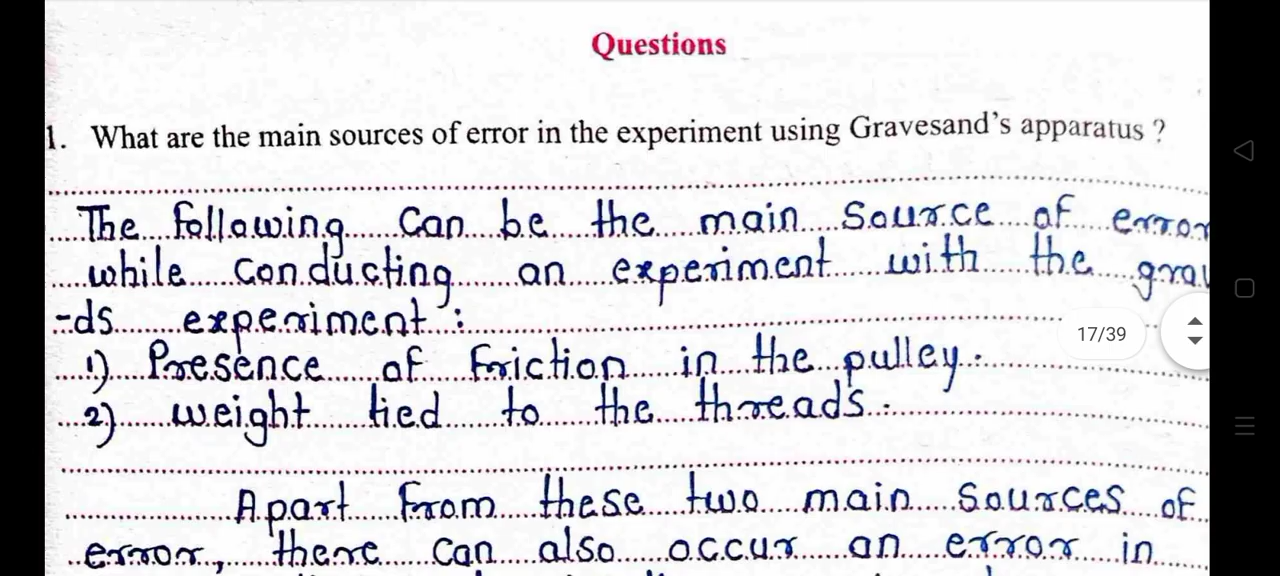 Questions
1. What are the main sources of error in the experiment using Gravesand's apparatus ?
The following can be the main source of error
while conducting an experiment with the
-ds experiment :
1) Presence of friction in the pulley.
2) weight tied to the threads.
17/39
Apart from these two main sources of
error, there can also occur an error in